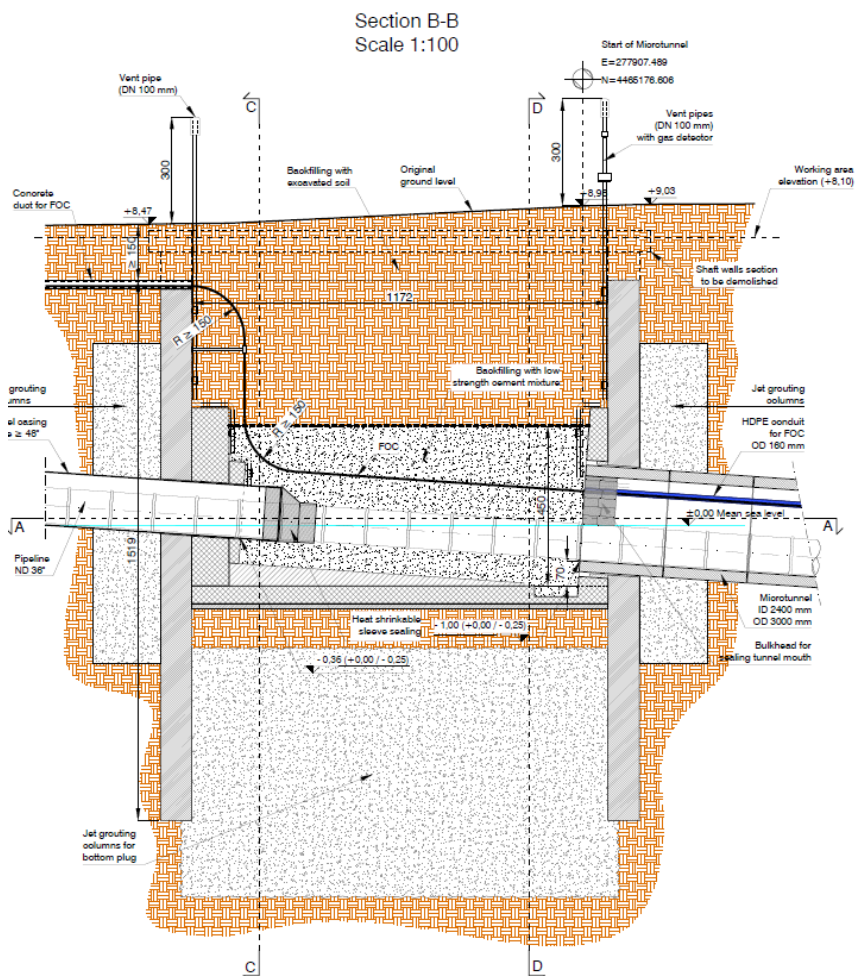 Section B-B
Scale 1:100
Start of Microtunnel
E=277907.489
N=4465176.606
Vent pipe
(DN 100 mm)
C
D
Vent pipes
(DN 100 mm)
with gas detector
300
300
Backfilling with
excavated soil
Original
ground level
Working area
elevation (+8,10)
Concrete
duct for FOC
+8,47
+8,98
+9,03
≥ 150
Shaft walls section
to be demolished
1172
R ≥ 150
Backfilling with low
strength cement mixture
grouting
umns
Jet grouting
columns
el casing
e ≥ 48"
R ≥ 150
HDPE conduit
for FOC
OD 160 mm
FOC
450
A
±0,00 Mean sea level
A
Pipeline
ND 36"
1519
70
Microtunnel
ID 2400 mm
OD 3000 mm
Heat shrinkable
sleeve sealing
- 1.00 (+0,00 / - 0,25)
Bulkhead for
sealing tunnel mouth
- 0,36 (+0,00 / - 0,25)
Jet grouting
columns for
bottom plug
C
D